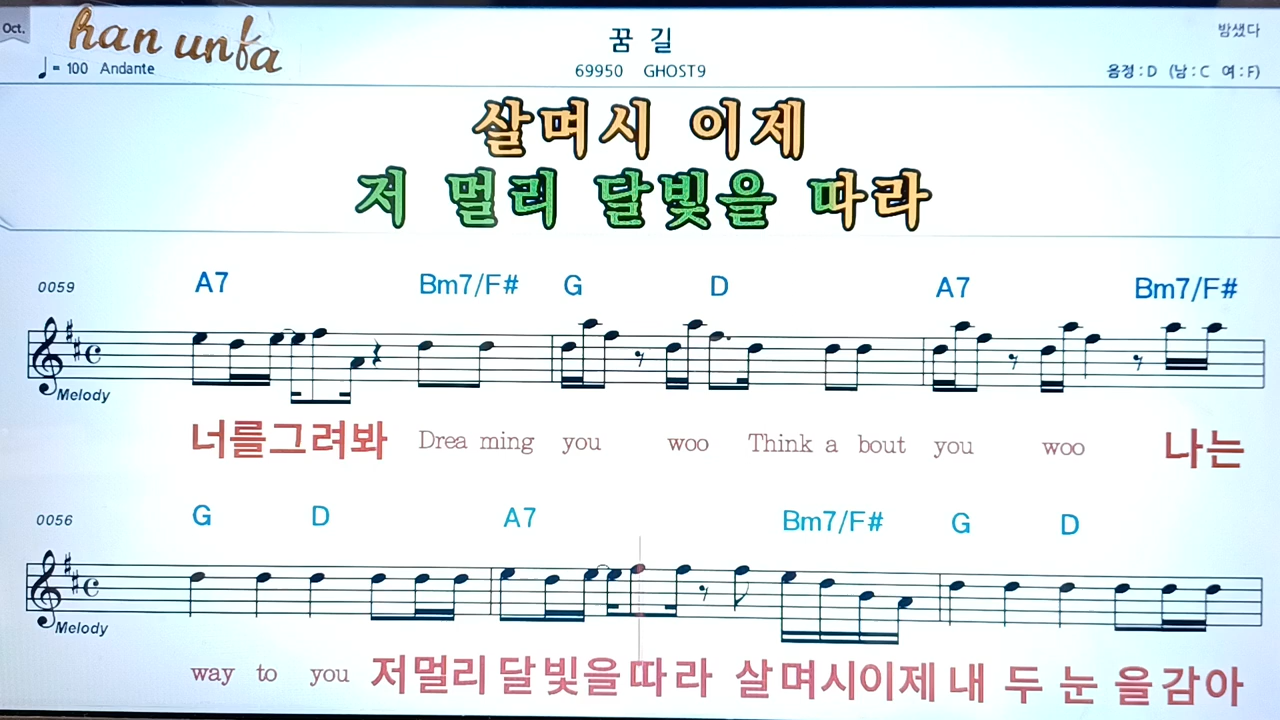 Oct.
han unfa
꿈 길
밤샜다
♩ = 100 Andante
69950 GHOST9
음정 : D (남 : C 여 : F)
살며시 이제
저 멀리 달빛을 따라
0059
A7 Bm7/F# G D A7 Bm7/F#
Melody
너를그려봐 Drea ming you woo Think a bout you woo 나는
0056
G D A7 Bm7/F# G D
Melody
way to you 저멀리달빛을따라 살며시이제 내 두 눈 을감아